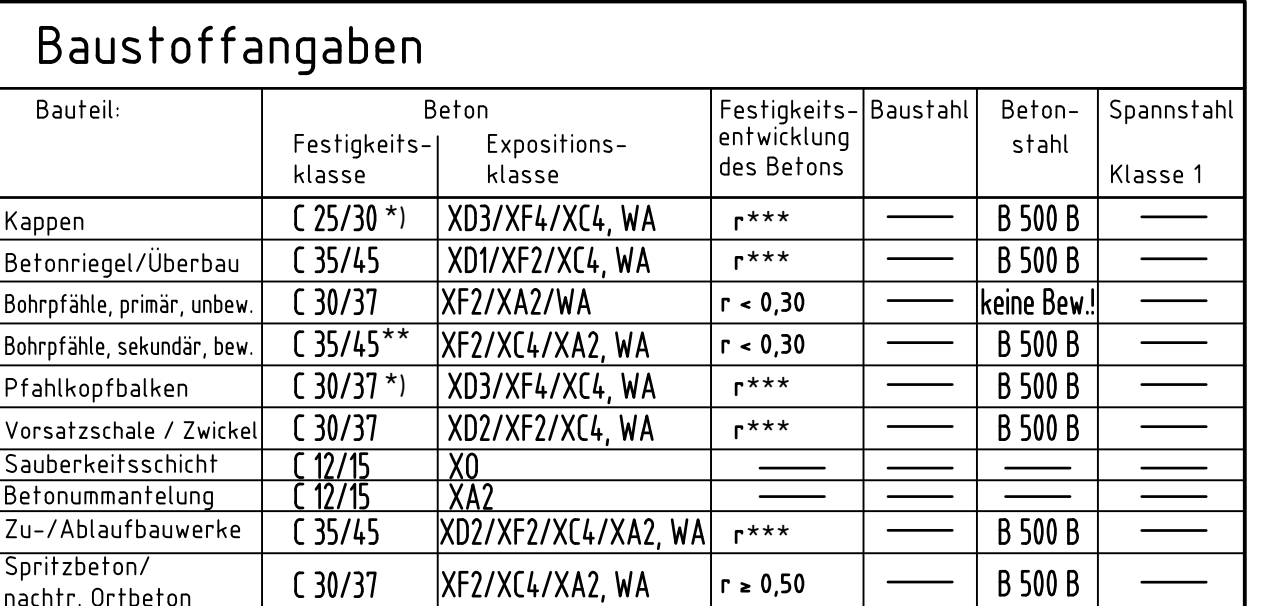 Baustoffangaben
Bauteil: Beton Festigkeits- Baustahl Beton- Spannstahl
Festigkeits- Expositions- entwicklung stahl
klasse klasse des Betons Klasse 1
Kappen C 25/30 *) XD3/XF4/XC4, WA r*** —— B 500 B ——
Betonriegel/Überbau C 35/45 XD1/XF2/XC4, WA r*** —— B 500 B ——
Bohrpfähle, primär, unbew. C 30/37 XF2/XA2/WA r < 0,30 —— keine Bew.! ——
Bohrpfähle, sekundär, bew. C 35/45** XF2/XC4/XA2, WA r < 0,30 —— B 500 B ——
Pfahlkopfbalken C 30/37 *) XD3/XF4/XC4, WA r*** —— B 500 B ——
Vorsatzschale / Zwickel C 30/37 XD2/XF2/XC4, WA r*** —— B 500 B ——
Sauberkeitsschicht C 12/15 X0 —— —— —— ——
Betonummantelung C 12/15 XA2 —— —— —— ——
Zu-/Ablaufbauwerke C 35/45 XD2/XF2/XC4/XA2, WA r*** —— B 500 B ——
Spritzbeton/
nachtr. Ortbeton C 30/37 XF2/XC4/XA2, WA r ≥ 0,50 —— B 500 B ——